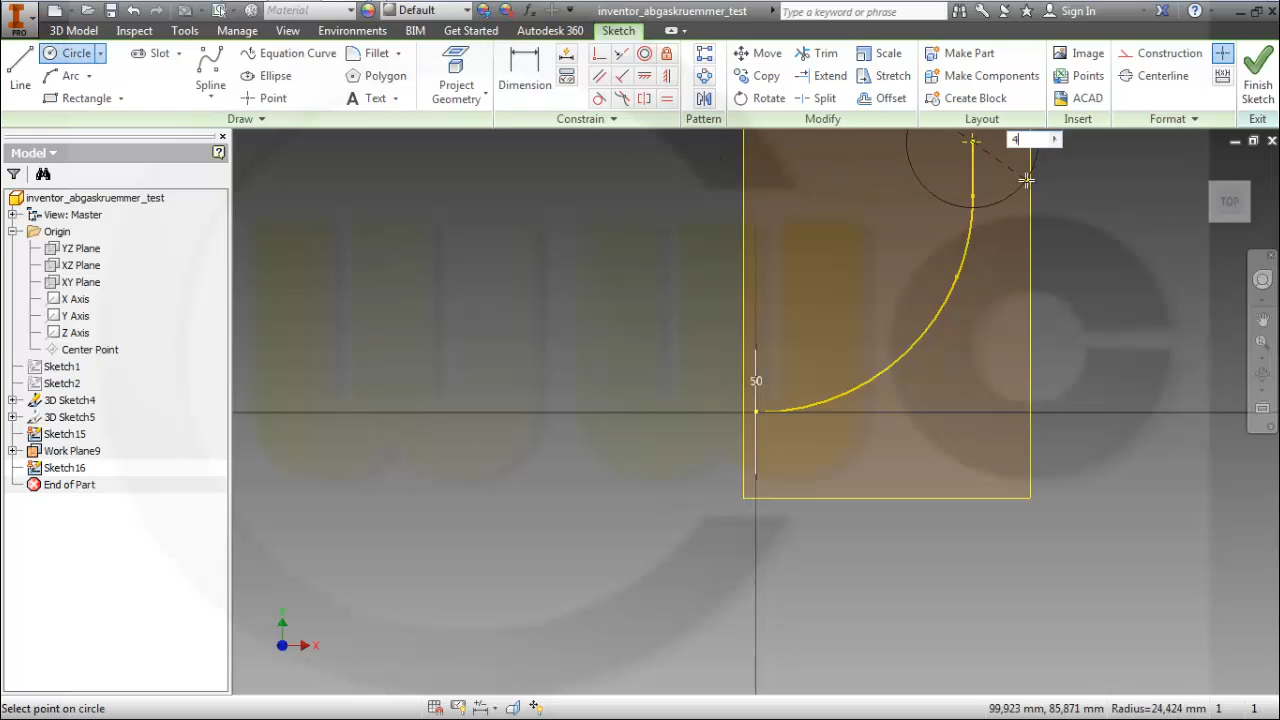 Material
Default
inventor_abgaskruemmer_test
Type a keyword or phrase
Sign In
PRO
3D Model
Inspect
Tools
Manage
View
Environments
BIM
Get Started
Autodesk 360
Sketch
Line
Circle
Arc
Rectangle
Slot
Spline
Equation Curve
Ellipse
Point
Fillet
Polygon
Text
Project
Geometry
Dimension
Move
Copy
Rotate
Trim
Extend
Split
Scale
Stretch
Offset
Make Part
Make Components
Create Block
Image
Points
ACAD
Construction
Centerline
Finish
Sketch
Draw
Constrain
Pattern
Modify
Layout
Insert
Format
Exit
Model
inventor_abgaskruemmer_test
View: Master
Origin
YZ Plane
XZ Plane
XY Plane
X Axis
Y Axis
Z Axis
Center Point
Sketch1
Sketch2
3D Sketch4
3D Sketch5
Sketch15
Work Plane9
Sketch16
End of Part
4
TOP
50
Y
X
Select point on circle
99,923 mm, 85,871 mm
Radius=24,424 mm
1
1